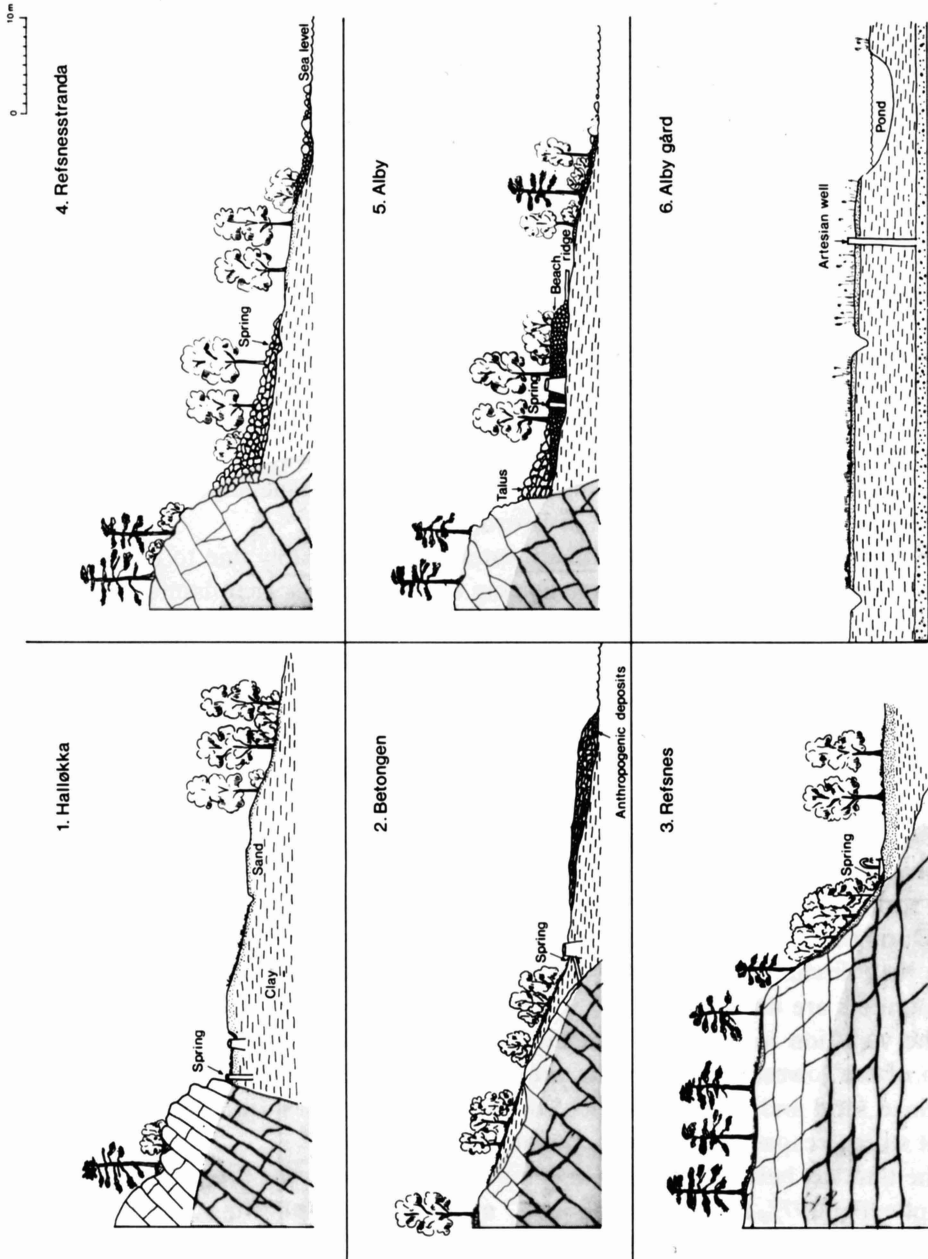 1. Halløkka
Spring
Sand
Clay
2. Betongen
Spring
Anthropogenic deposits
3. Refsnes
Spring
0 10 m
4. Refsnesstranda
Spring
Sea level
5. Alby
Talus
Spring
Beach
ridge
6. Alby gård
Artesian well
Pond